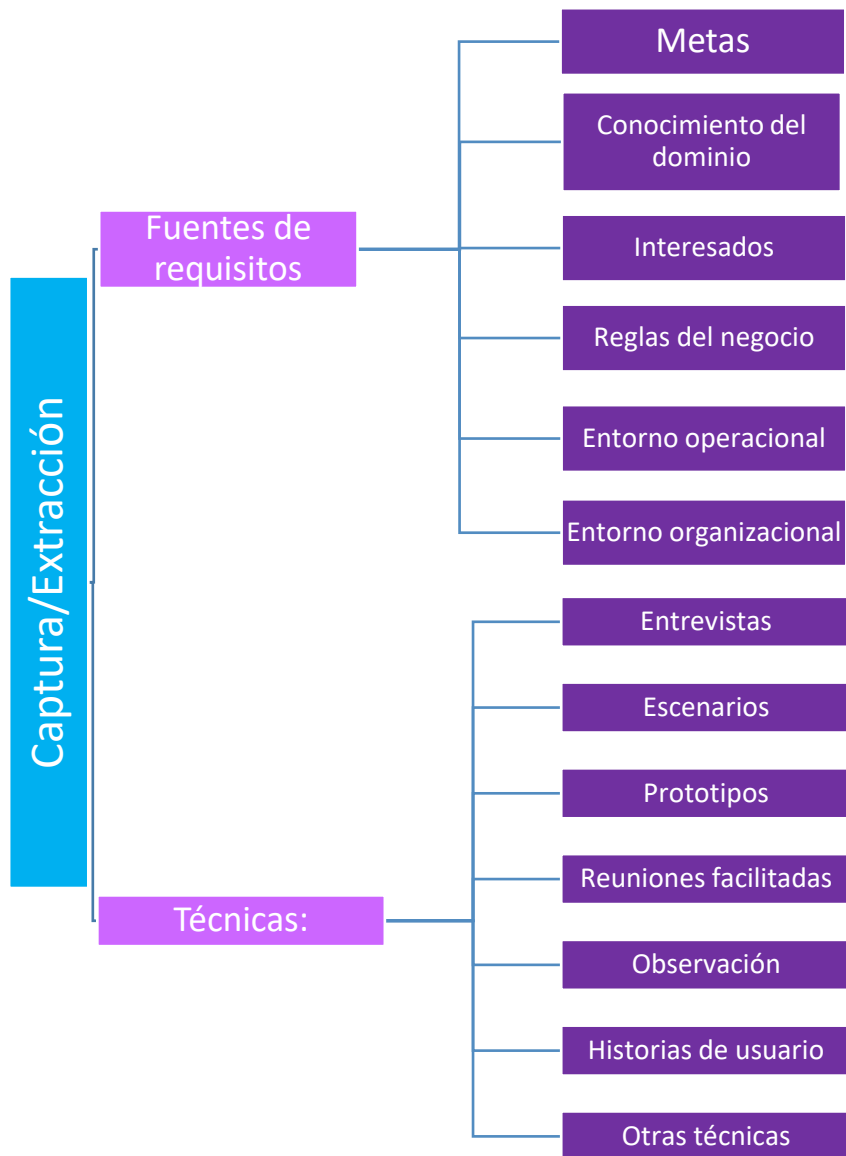 Captura/Extracción
Fuentes de
requisitos
Metas
Conocimiento del
dominio
Interesados
Reglas del negocio
Entorno operacional
Entorno organizacional
Técnicas:
Entrevistas
Escenarios
Prototipos
Reuniones facilitadas
Observación
Historias de usuario
Otras técnicas